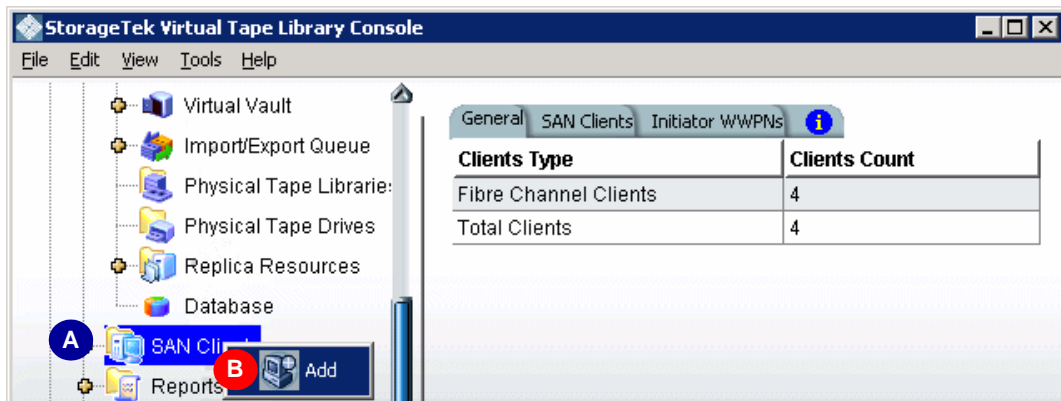 StorageTek Virtual Tape Library Console
File Edit View Tools Help
Virtual Vault
Import/Export Queue
Physical Tape Libraries
Physical Tape Drives
Replica Resources
Database
A SAN Cli
B Add
Reports
General SAN Clients Initiator WWPNs i
Clients Type Clients Count
Fibre Channel Clients 4
Total Clients 4